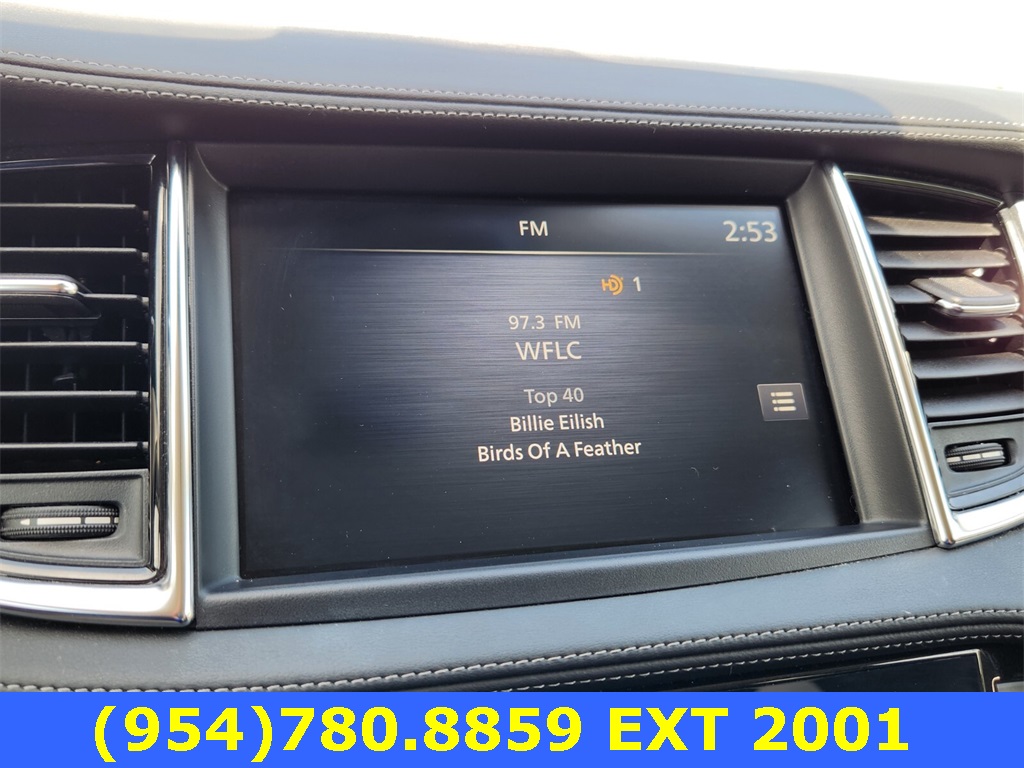 FM 2:53
HD 1
97.3 FM
WFLC
Top 40
Billie Eilish
Birds Of A Feather
(954)780.8859 EXT 2001